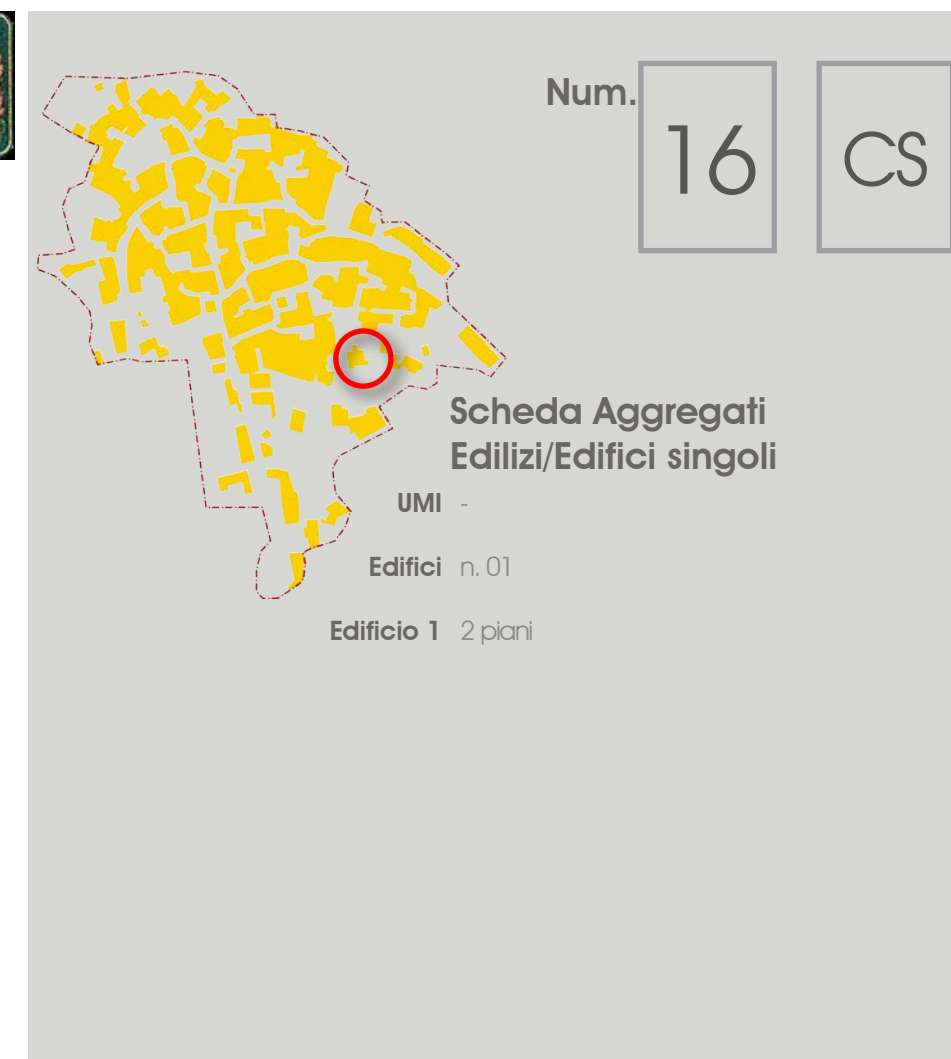 Num.
16
CS
Scheda Aggregati
Edilizi/Edifici singoli
UMI -
Edifici n. 01
Edificio 1 2 piani